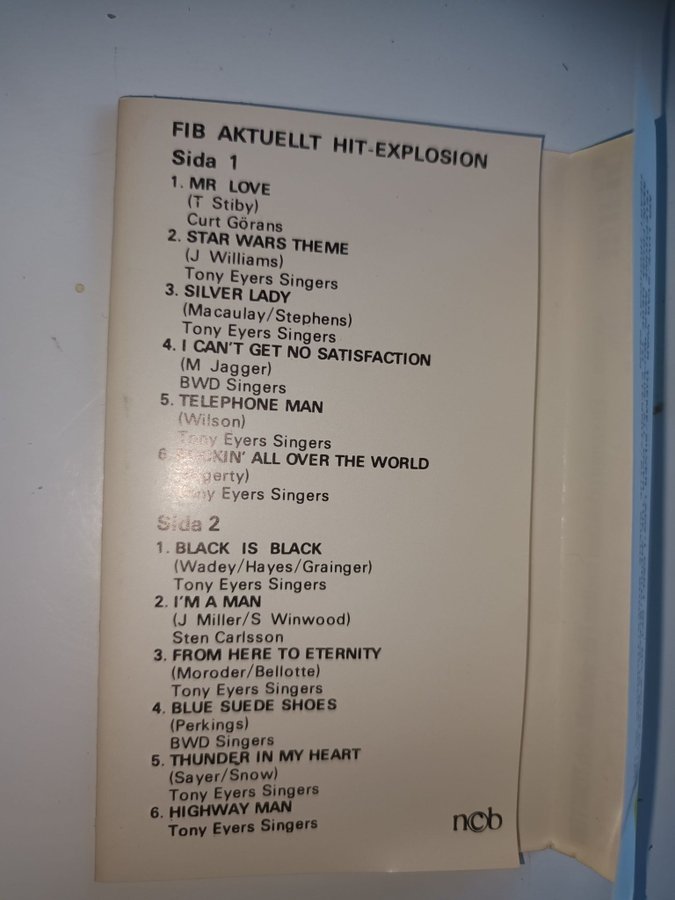 FIB AKTUELLT HIT-EXPLOSION
Sida 1
1. MR LOVE
(T Stiby)
Curt Görans
2. STAR WARS THEME
(J Williams)
Tony Eyers Singers
3. SILVER LADY
(Macaulay/Stephens)
Tony Eyers Singers
4. I CAN'T GET NO SATISFACTION
(M Jagger)
BWD Singers
5. TELEPHONE MAN
(Wilson)
Tony Eyers Singers
6. ROCKIN' ALL OVER THE WORLD
(Fogerty)
Tony Eyers Singers
Sida 2
1. BLACK IS BLACK
(Wadey/Hayes/Grainger)
Tony Eyers Singers
2. I'M A MAN
(J Miller/S Winwood)
Sten Carlsson
3. FROM HERE TO ETERNITY
(Moroder/Bellotte)
Tony Eyers Singers
4. BLUE SUEDE SHOES
(Perkings)
BWD Singers
5. THUNDER IN MY HEART
(Sayer/Snow)
Tony Eyers Singers
6. HIGHWAY MAN
Tony Eyers Singers
ncb